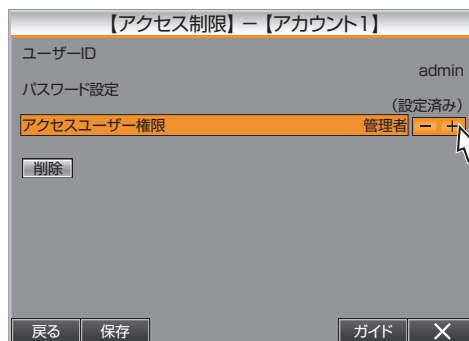 【アクセス制限】−【アカウント1】
ユーザーID
admin
パスワード設定
(設定済み)
アクセスユーザー権限 管理者 − +
削除
戻る 保存 ガイド ×